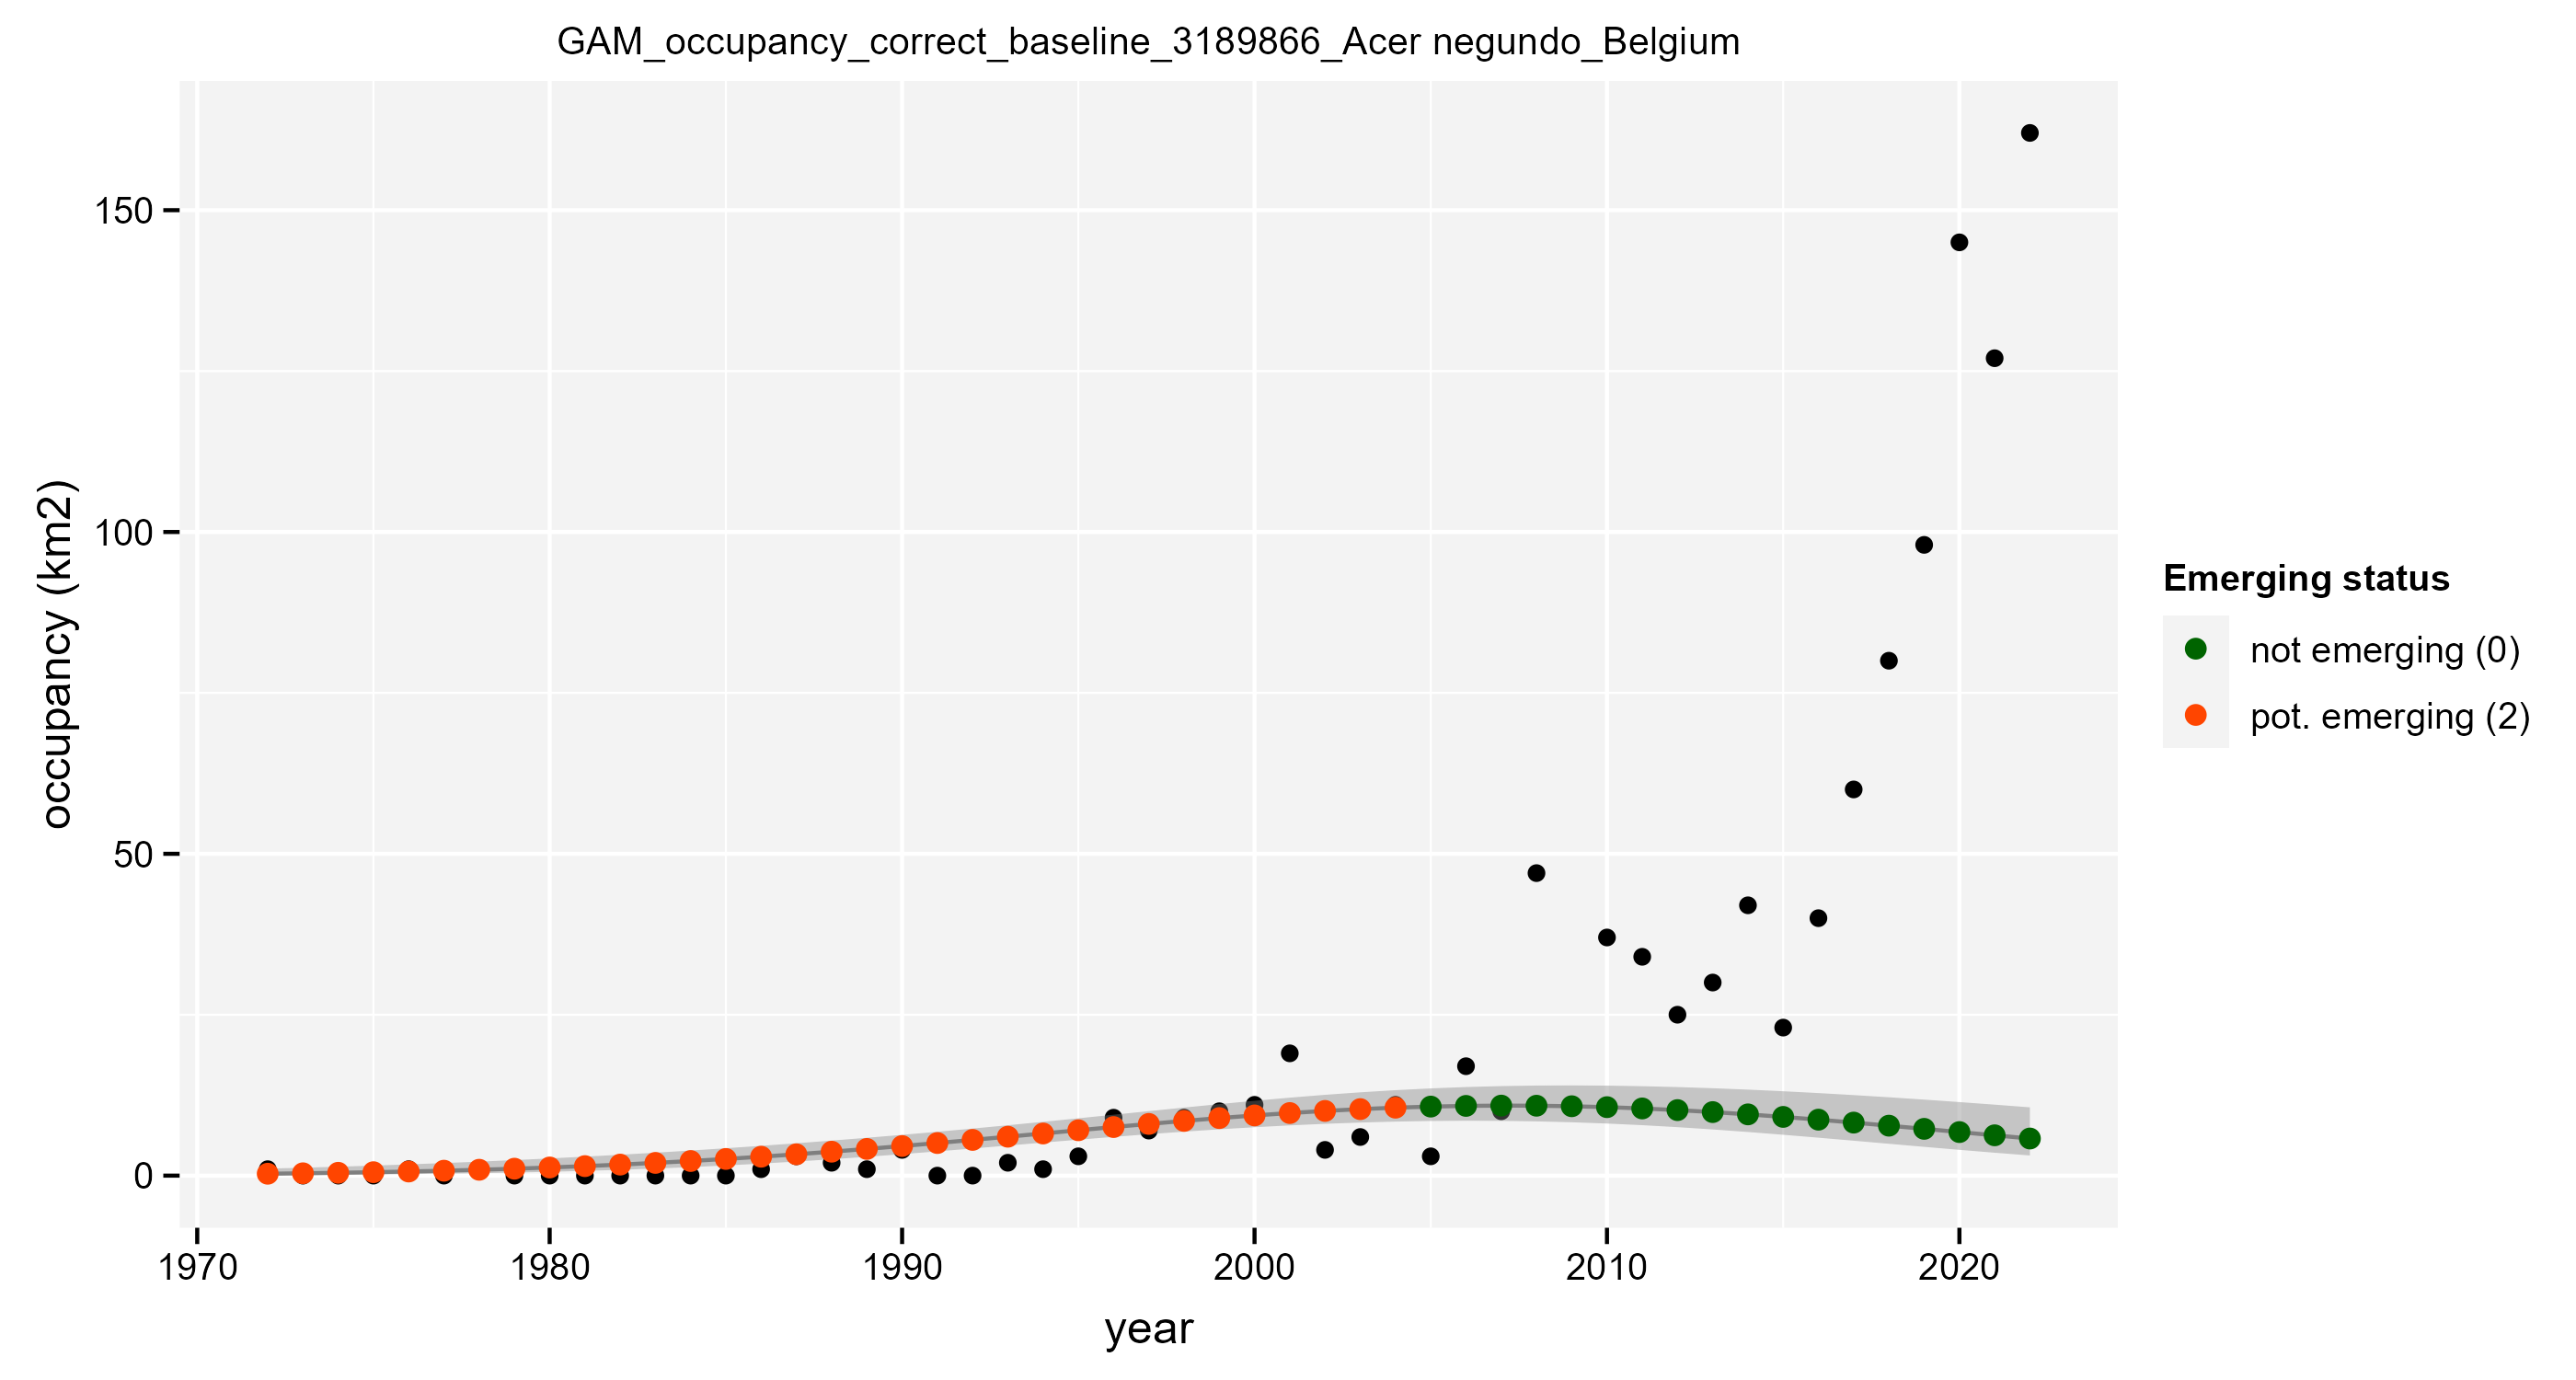 GAM_occupancy_correct_baseline_3189866_Acer negundo_Belgium
occupancy (km2)
150
100
50
0
1970 1980 1990 2000 2010 2020
year
Emerging status
not emerging (0)
pot. emerging (2)